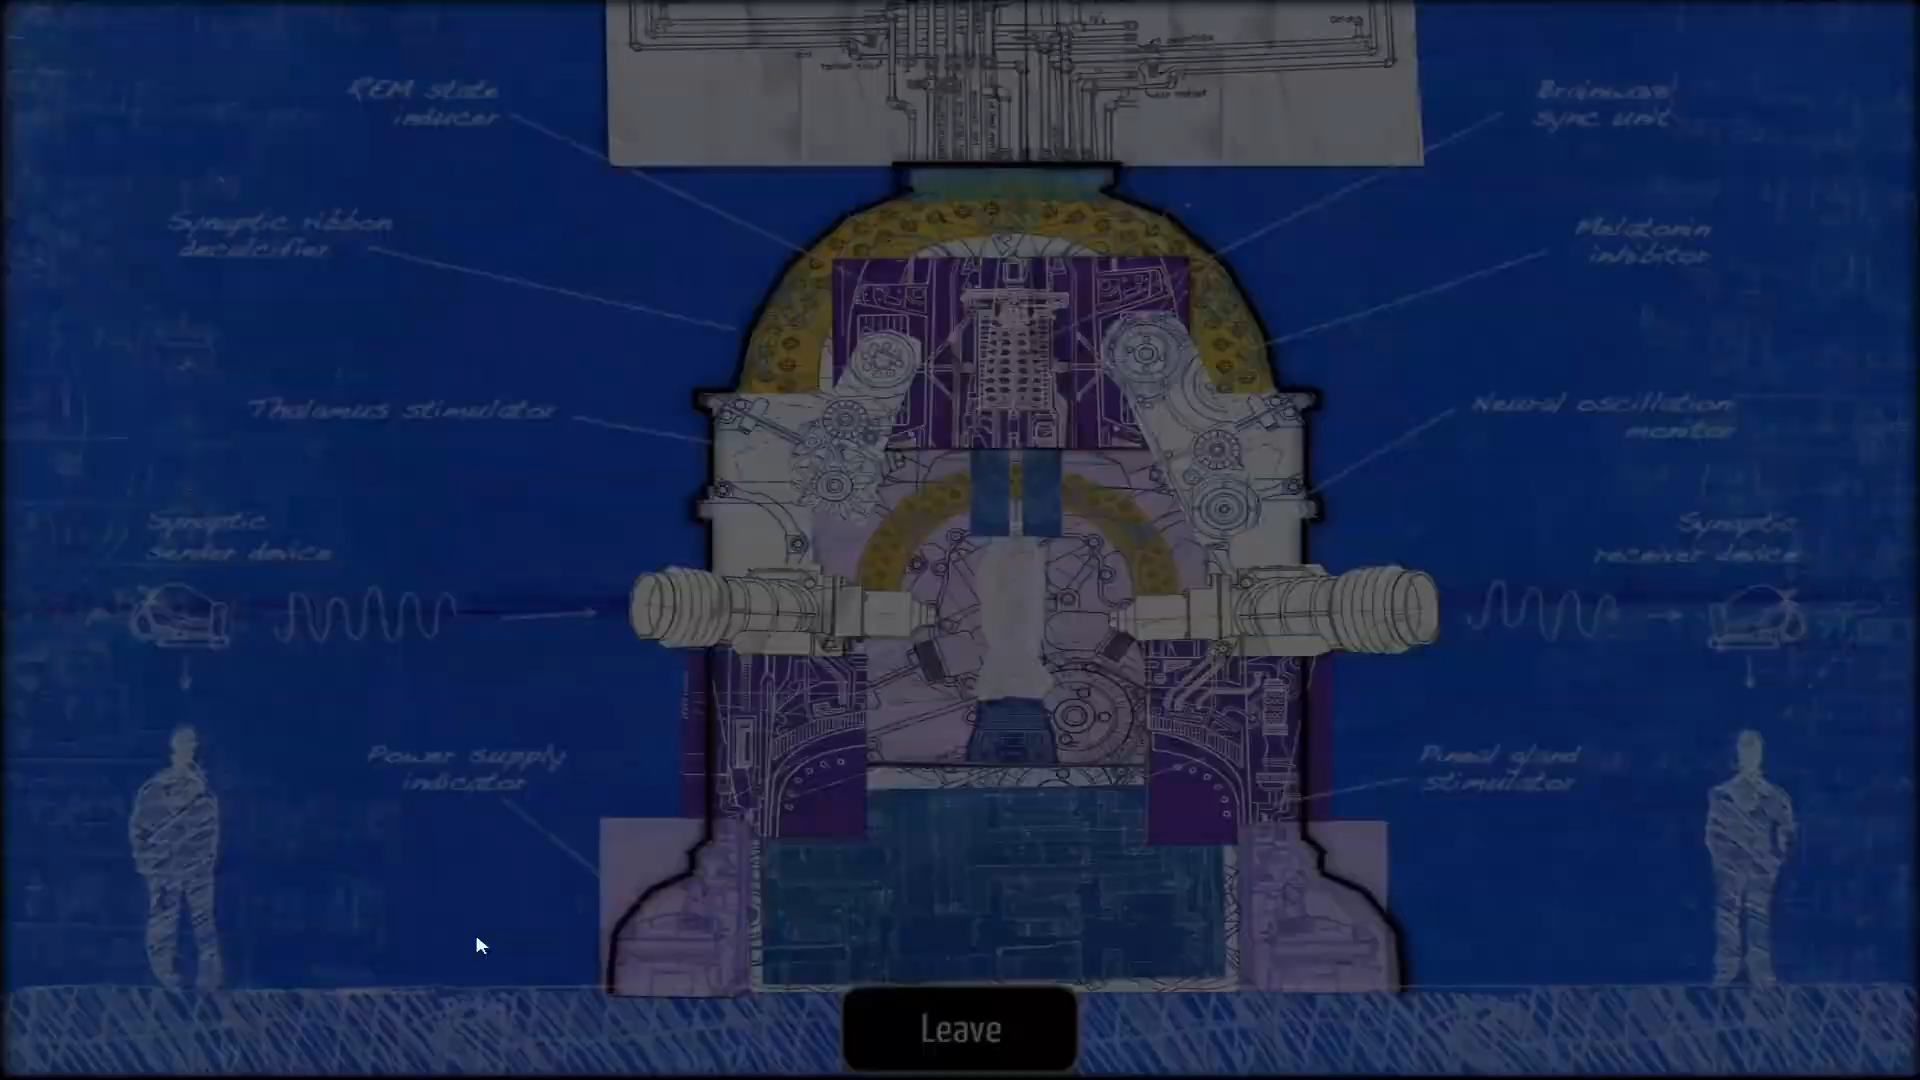 REM state
inducer
Brainwave
sync unit
Synaptic ribbon
decalcifier
Melatonin
inhibitor
Thalamus stimulator
Neural oscillation
monitor
Synaptic
sender device
Synaptic
receiver device
Power supply
indicator
Pineal gland
stimulator
Leave